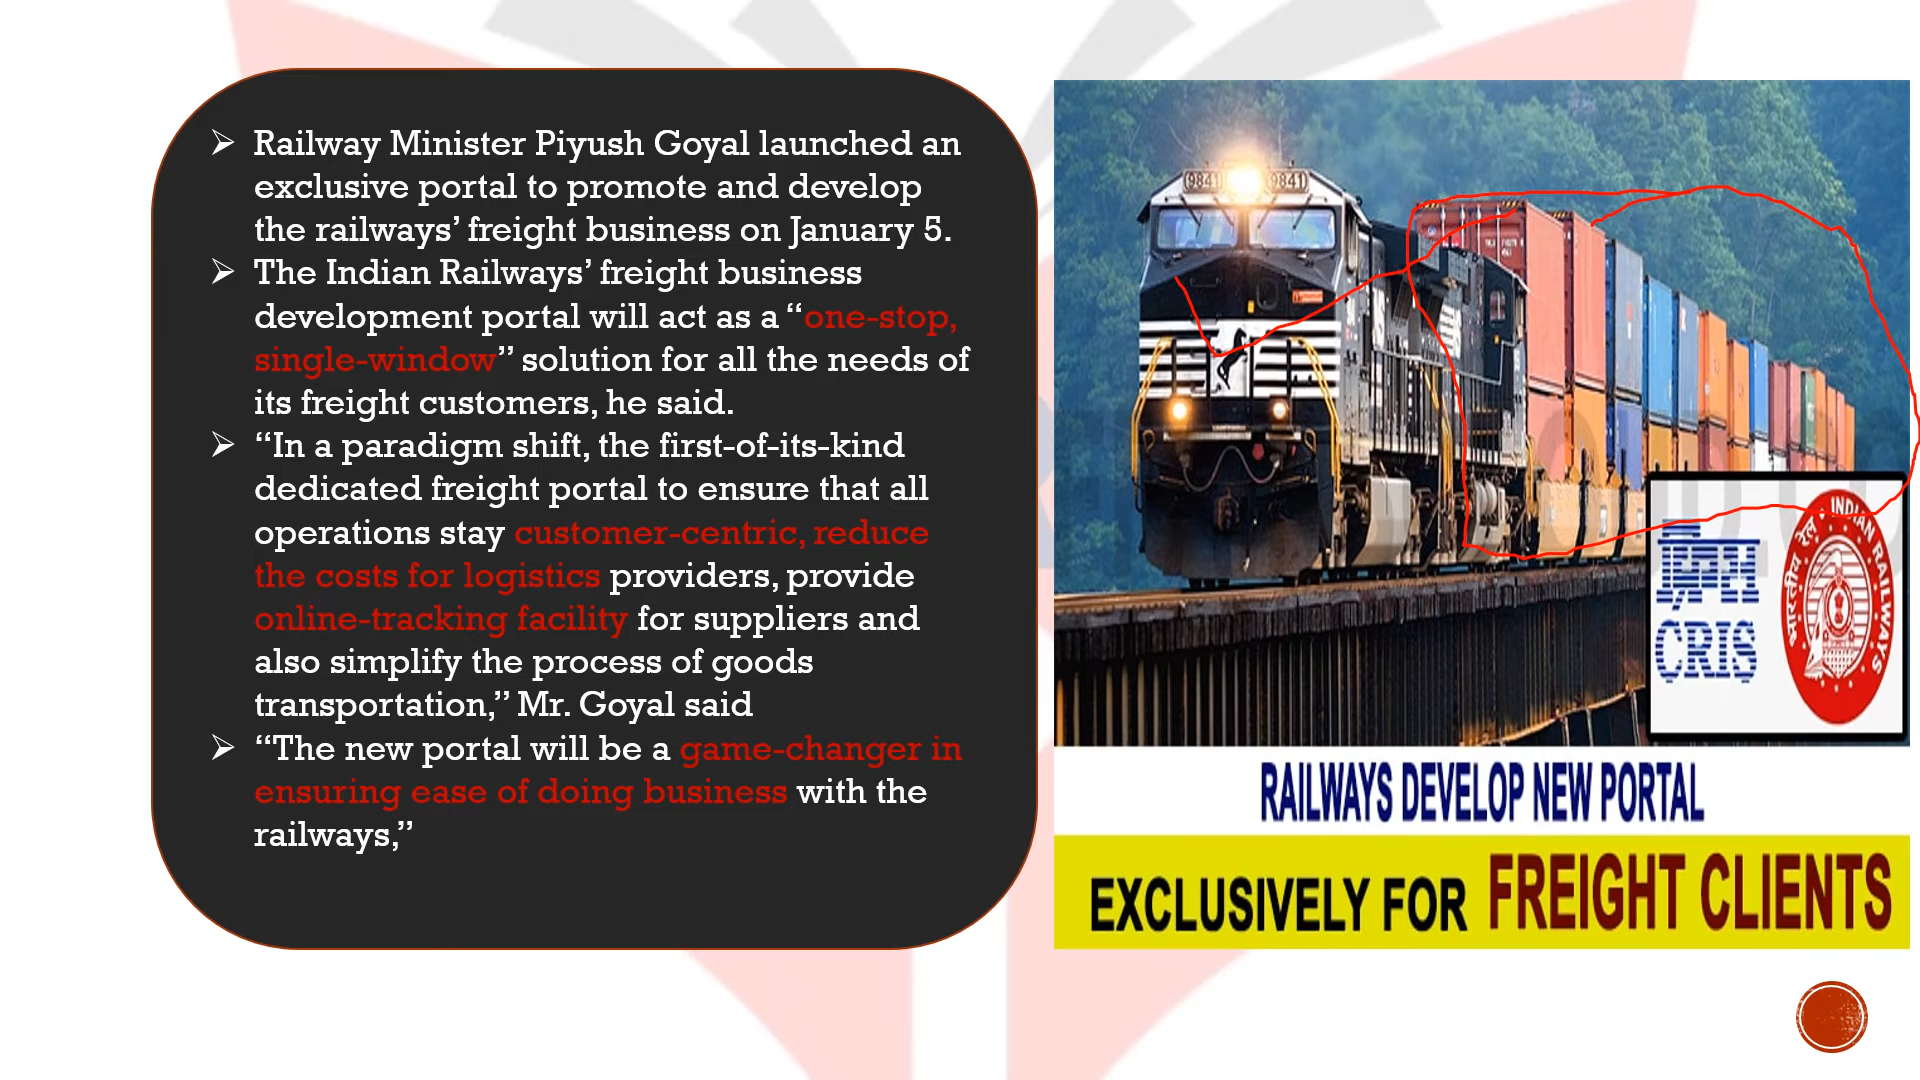 ➢ Railway Minister Piyush Goyal launched an
exclusive portal to promote and develop
the railways’ freight business on January 5.
➢ The Indian Railways’ freight business
development portal will act as a “one-stop,
single-window” solution for all the needs of
its freight customers, he said.
➢ “In a paradigm shift, the first-of-its-kind
dedicated freight portal to ensure that all
operations stay customer-centric, reduce
the costs for logistics providers, provide
online-tracking facility for suppliers and
also simplify the process of goods
transportation,” Mr. Goyal said
➢ “The new portal will be a game-changer in
ensuring ease of doing business with the
railways,”
9841 9841
क्रिस
CRIS
भारतीय रेल
INDIAN RAILWAYS
RAILWAYS DEVELOP NEW PORTAL
EXCLUSIVELY FOR FREIGHT CLIENTS